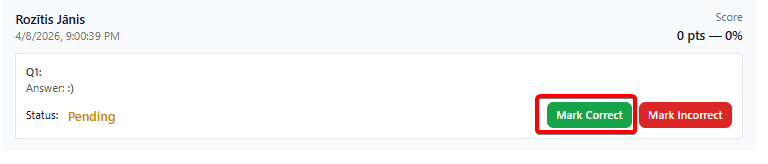 Rozītis Jānis
Score
4/8/2026, 9:00:39 PM
0 pts — 0%
Q1:
Answer: :)
Status: Pending
Mark Correct
Mark Incorrect